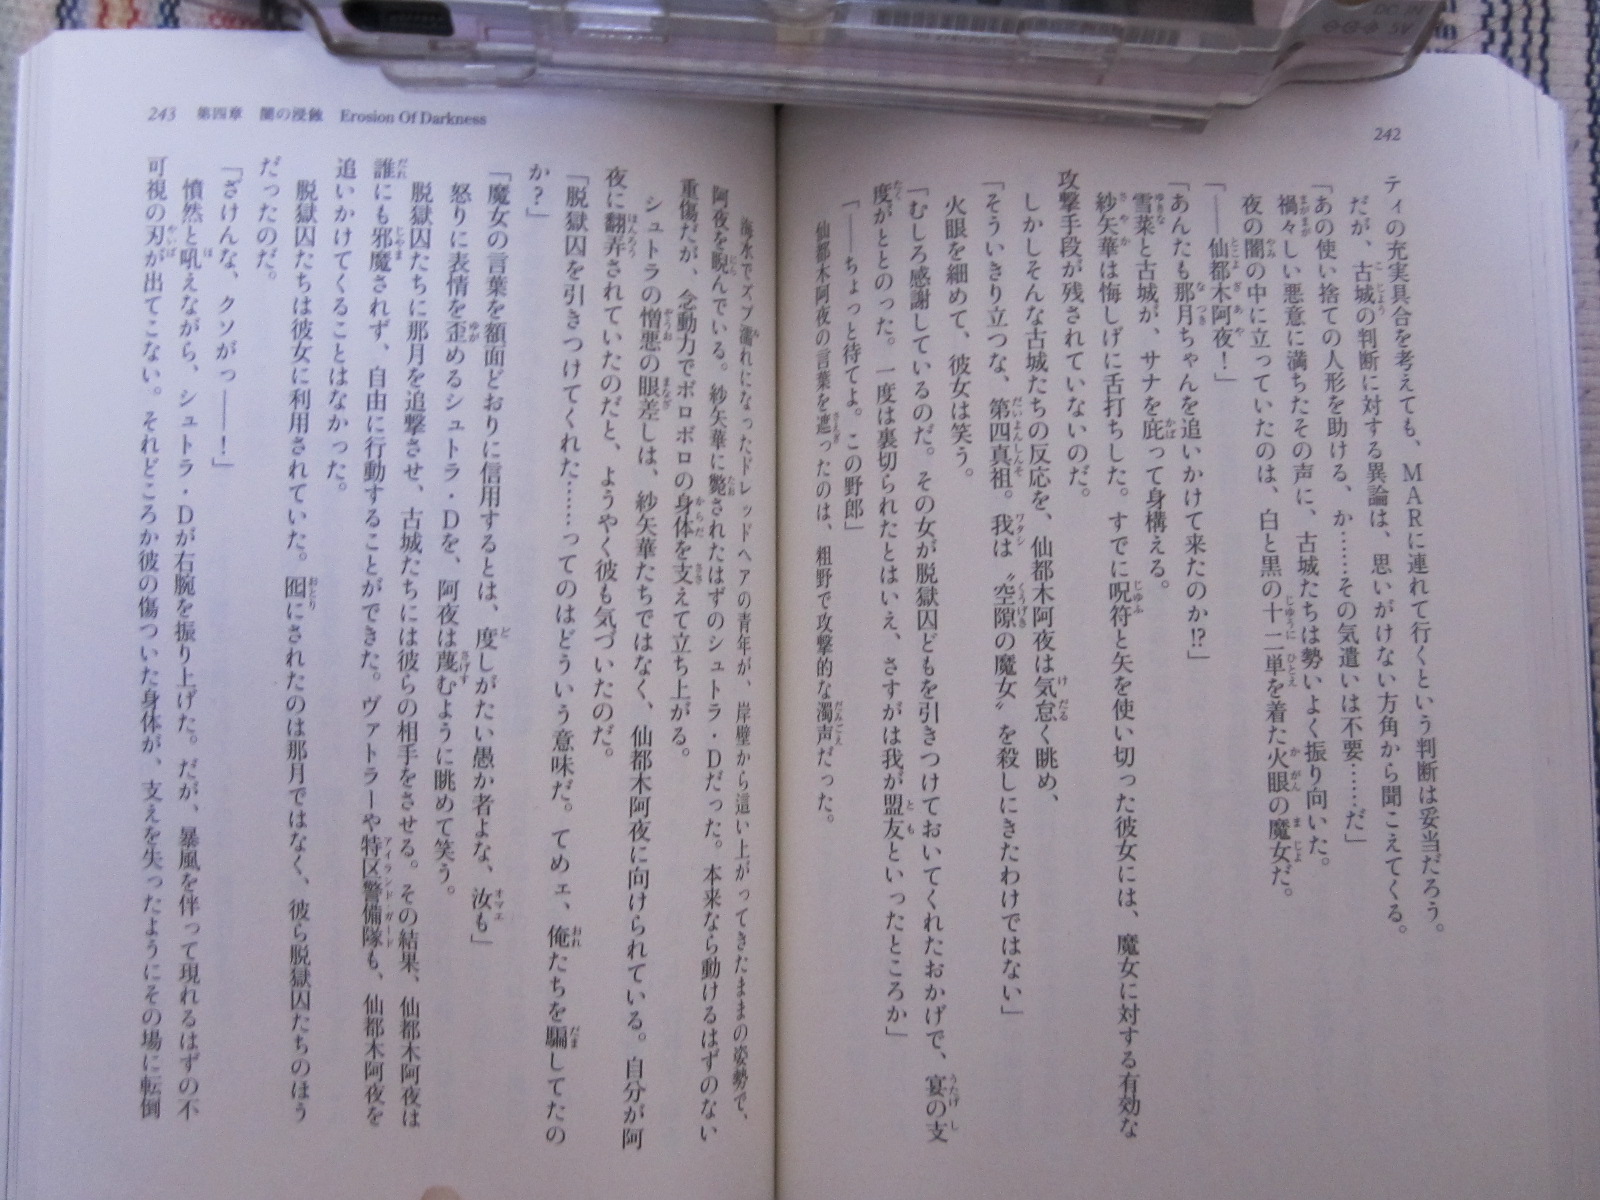 242
ティの充実具合を考えても、MARに連れて行くという判断は妥当だろう。
だが、古城の判断に対する異論は、思いがけない方角から聞こえてくる。
「あの使い捨ての人形を助ける、か……その気遣いは不要……だ」
禍々しい悪意に満ちたその声に、古城たちは勢いよく振り向いた。
夜の闇の中に立っていたのは、白と黒の十二単を着た火眼の魔女だ。
「――仙都木阿夜！」
「あんたも那月ちゃんを追いかけて来たのか!?」
雪菜と古城が、サナを庇って身構える。
紗矢華は悔しげに舌打ちした。すでに呪符と矢を使い切った彼女には、魔女に対する有効な
攻撃手段が残されていないのだ。
しかしそんな古城たちの反応を、仙都木阿夜は気怠く眺め、
「そういきり立つな、第四真祖。我は〝空隙の魔女〟を殺しにきたわけではない」
火眼を細めて、彼女は笑う。
「むしろ感謝しているのだ。その女が脱獄囚どもを引きつけておいてくれたおかげで、宴の支
度がととのった。一度は裏切られたとはいえ、さすがは我が盟友といったところか」
「――ちょっと待てよ。この野郎」
仙都木阿夜の言葉を遮ったのは、粗野で攻撃的な濁声だった。
243 第四章 闇の浸蝕 Erosion Of Darkness
海水でズブ濡れになったドレッドヘアの青年が、岸壁から這い上がってきたままの姿勢で、
阿夜を睨んでいる。紗矢華に斃されたはずのシュトラ・Dだった。本来なら動けるはずのない
重傷だが、念動力でボロボロの身体を支えて立ち上がる。
シュトラの憎悪の眼差しは、紗矢華たちではなく、仙都木阿夜に向けられている。自分が阿
夜に翻弄されていたのだと、ようやく彼も気づいたのだ。
「脱獄囚を引きつけてくれた……ってのはどういう意味だ。てめェ、俺たちを騙してたの
か？」
「魔女の言葉を額面どおりに信用するとは、度しがたい愚か者よな、汝も」
怒りに表情を歪めるシュトラ・Dを、阿夜は蔑むように眺めて笑う。
脱獄囚たちに那月を追撃させ、古城たちには彼らの相手をさせる。その結果、仙都木阿夜は
誰にも邪魔されず、自由に行動することができた。ヴァトラーや特区警備隊も、仙都木阿夜を
追いかけてくることはなかった。
脱獄囚たちは彼女に利用されていた。囮にされたのは那月ではなく、彼ら脱獄囚たちのほう
だったのだ。
「ざけんな、クソがっ――！」
憤然と吼えながら、シュトラ・Dが右腕を振り上げた。だが、暴風を伴って現れるはずの不
可視の刃が出てこない。それどころか彼の傷ついた身体が、支えを失ったようにその場に転倒